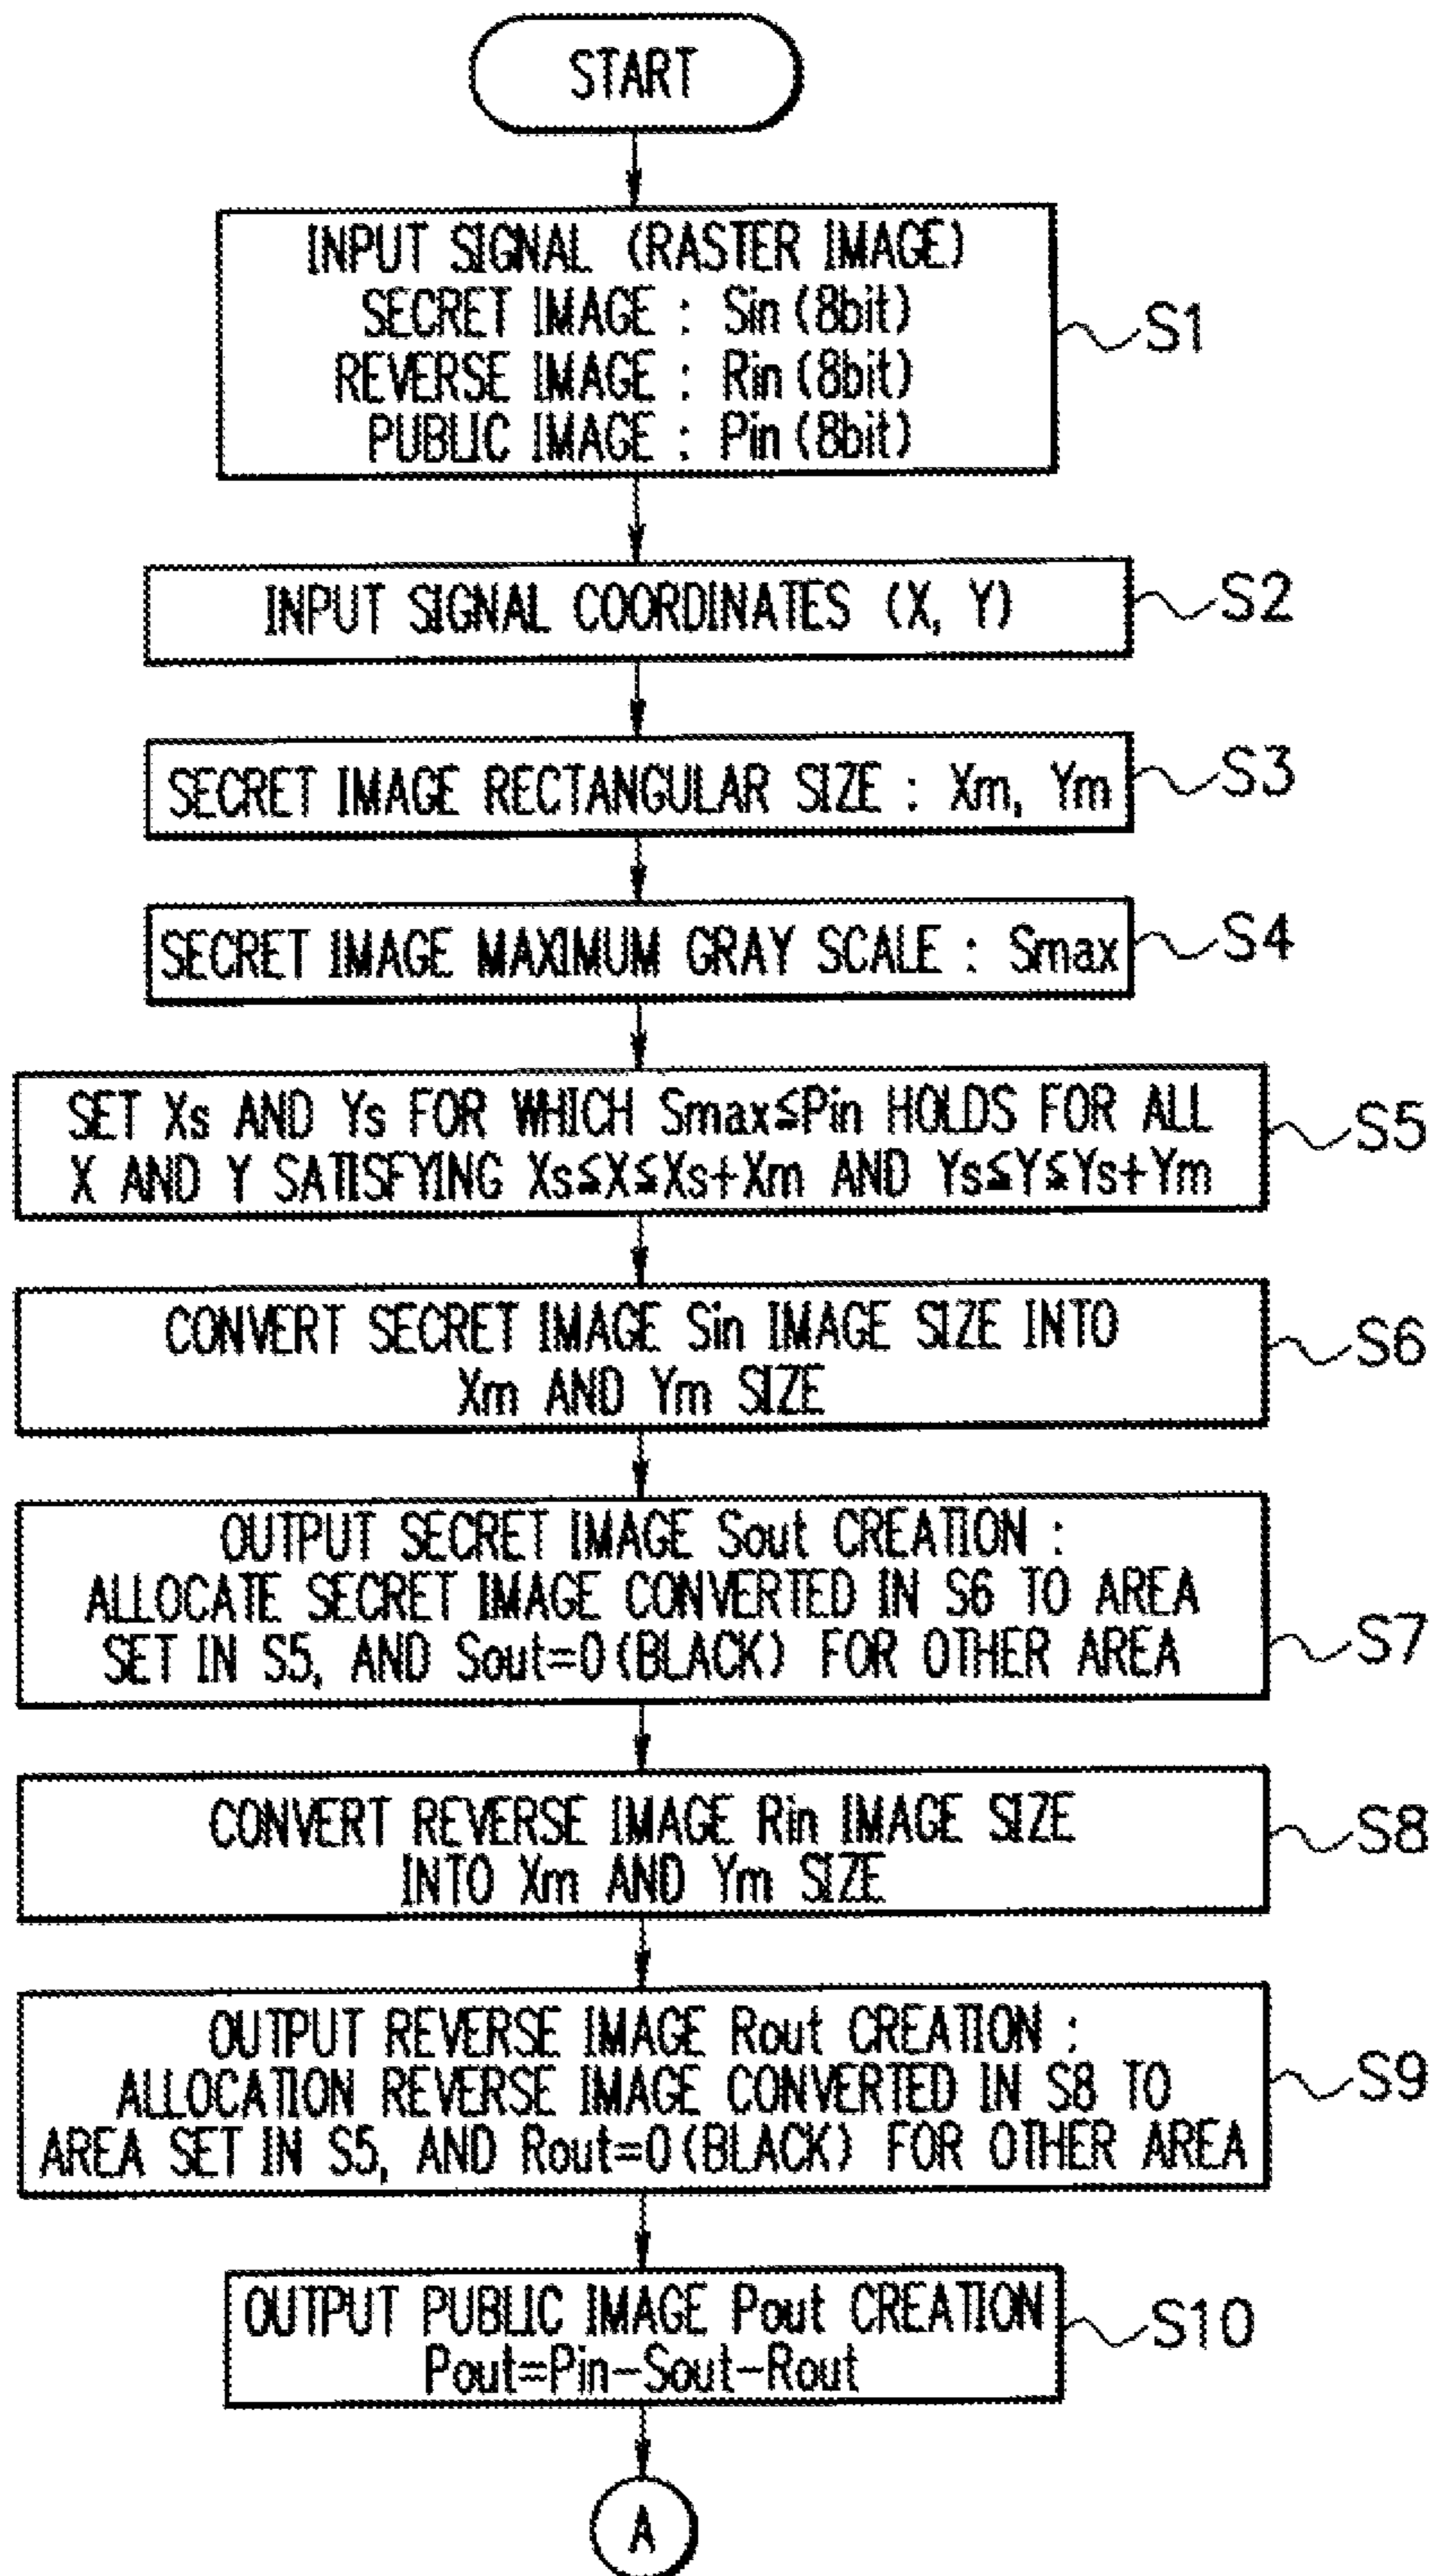 START
INPUT SIGNAL (RASTER IMAGE)
SECRET IMAGE : Sin (8bit)
REVERSE IMAGE : Rin (8bit)
PUBLIC IMAGE : Pin (8bit)
S1
INPUT SIGNAL COORDINATES (X, Y)
S2
SECRET IMAGE RECTANGULAR SIZE : Xm, Ym
S3
SECRET IMAGE MAXIMUM GRAY SCALE : Smax
S4
SET Xs AND Ys FOR WHICH Smax≦Pin HOLDS FOR ALL
X AND Y SATISFYING Xs≦X≦Xs+Xm AND Ys≦Y≦Ys+Ym
S5
CONVERT SECRET IMAGE Sin IMAGE SIZE INTO
Xm AND Ym SIZE
S6
OUTPUT SECRET IMAGE Sout CREATION :
ALLOCATE SECRET IMAGE CONVERTED IN S6 TO AREA
SET IN S5, AND Sout=0 (BLACK) FOR OTHER AREA
S7
CONVERT REVERSE IMAGE Rin IMAGE SIZE
INTO Xm AND Ym SIZE
S8
OUTPUT REVERSE IMAGE Rout CREATION :
ALLOCATION REVERSE IMAGE CONVERTED IN S8 TO
AREA SET IN S5, AND Rout=0 (BLACK) FOR OTHER AREA
S9
OUTPUT PUBLIC IMAGE Pout CREATION
Pout=Pin-Sout-Rout
S10
A